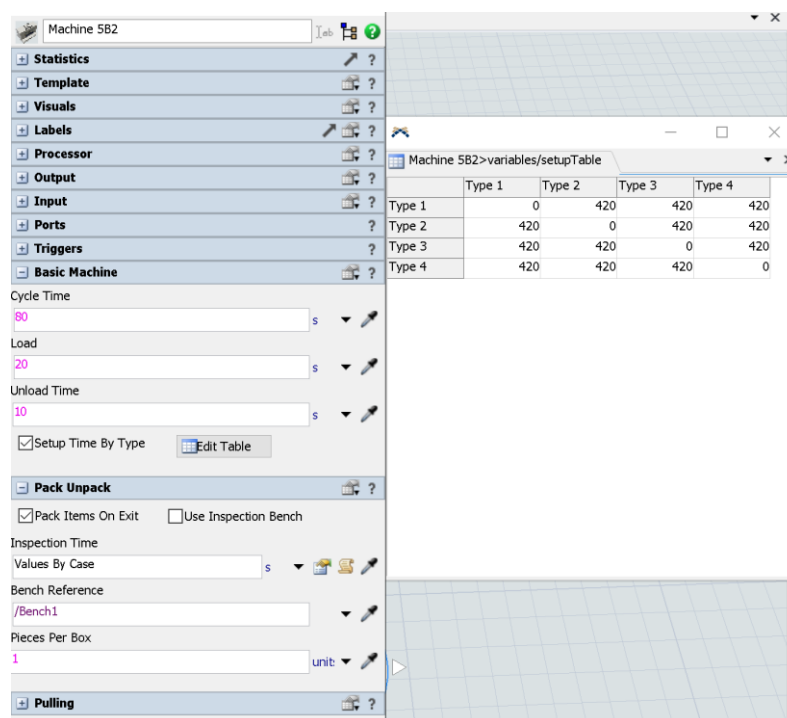 Machine 5B2
Statistics
?
Template
?
Visuals
?
Labels
?
Processor
?
Output
?
Input
?
Ports
?
Triggers
?
Basic Machine
?
Cycle Time
80 s
Load
20 s
Unload Time
10 s
Setup Time By Type Edit Table
Pack Unpack
?
Pack Items On Exit Use Inspection Bench
Inspection Time
Values By Case s
Bench Reference
/Bench1
Pieces Per Box
1 unit:
Pulling
?
Machine 5B2>variables/setupTable
Type 1 Type 2 Type 3 Type 4
Type 1 0 420 420 420
Type 2 420 0 420 420
Type 3 420 420 0 420
Type 4 420 420 420 0